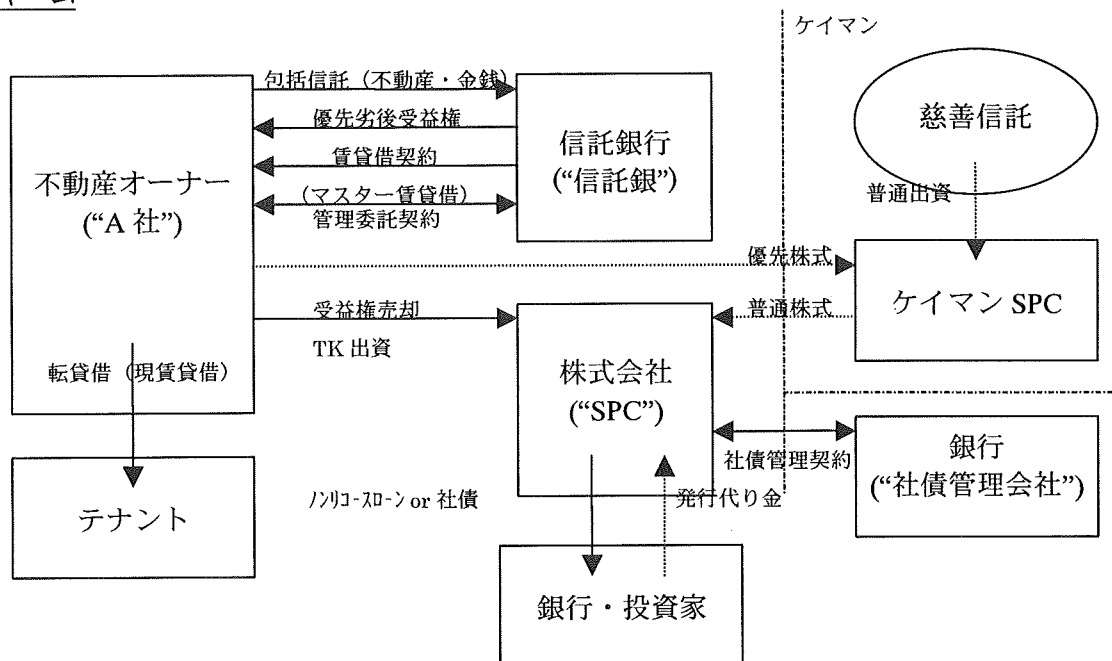 ケイマン
包括信託（不動産・金銭）
優先劣後受益権
賃貸借契約
（マスター賃貸借）
管理委託契約
不動産オーナー
(“A 社”)
信託銀行
(“信託銀”)
慈善信託
普通出資
優先株式
ケイマン SPC
受益権売却
TK 出資
普通株式
転貸借（現賃貸借）
株式会社
(“SPC”)
社債管理契約
銀行
(“社債管理会社”)
テナント
ﾉﾝﾘｺｰｽﾛｰﾝ or 社債
発行代り金
銀行・投資家